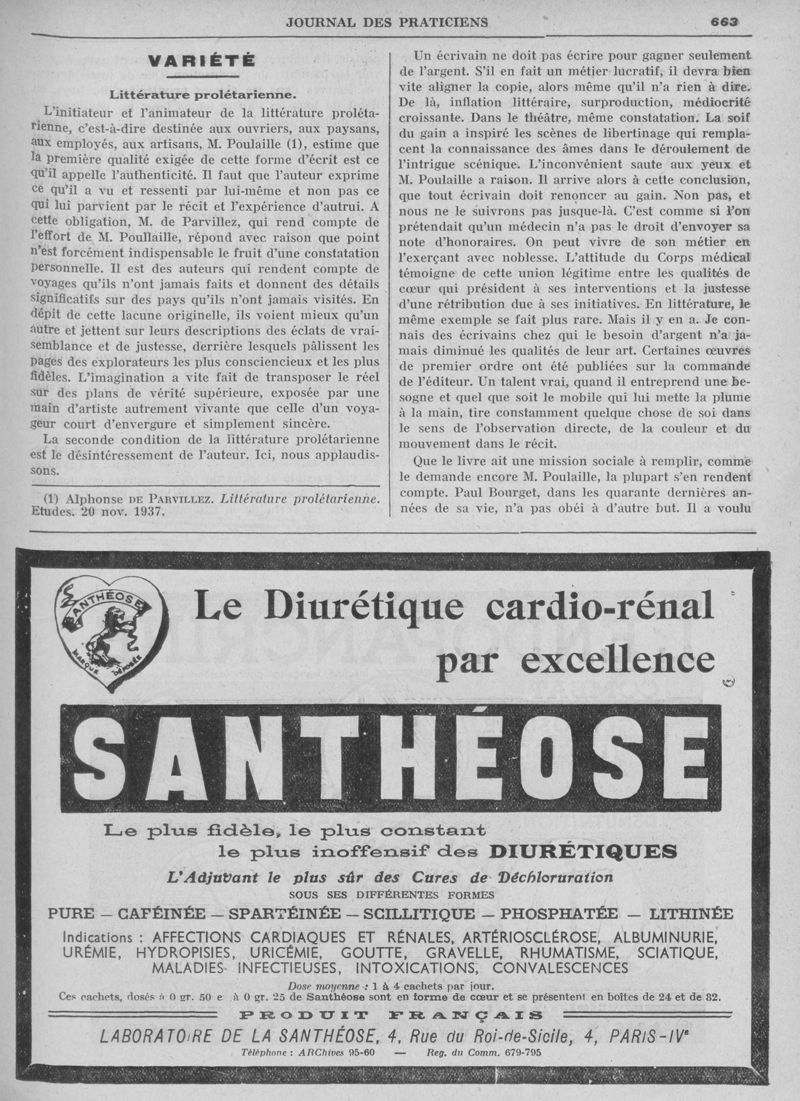 JOURNAL DES PRATICIENS 663
VARIÉTÉ
Littérature prolétarienne.
L'initiateur et l'animateur de la littérature proléta-
rienne, c'est-à-dire destinée aux ouvriers, aux paysans,
aux employés, aux artisans, M. Poulaille (1), estime que
la première qualité exigée de cette forme d'écrit est ce
qu'il appelle l'authenticité. Il faut que l'auteur exprime
ce qu'il a vu et ressenti par lui-même et non pas ce
qui lui parvient par le récit et l'expérience d'autrui. A
cette obligation, M. de Parvillez, qui rend compte de
l'effort de M. Poullaille, répond avec raison que point
n'est forcément indispensable le fruit d'une constatation
personnelle. Il est des auteurs qui rendent compte de
voyages qu'ils n'ont jamais faits et donnent des détails
significatifs sur des pays qu'ils n'ont jamais visités. En
dépit de cette lacune originelle, ils voient mieux qu'un
autre et jettent sur leurs descriptions des éclats de vrai-
semblance et de justesse, derrière lesquels pâlissent les
pages des explorateurs les plus consciencieux et les plus
fidèles. L'imagination a vite fait de transposer le réel
sur des plans de vérité supérieure, exposée par une
main d'artiste autrement vivante que celle d'un voya-
geur court d'envergure et simplement sincère.
La seconde condition de la littérature prolétarienne
est le désintéressement de l'auteur. Ici, nous applaudis-
sons.
(1) Alphonse DE PARVILLEZ. Littérature prolétarienne.
Etudes. 20 nov. 1937.
Un écrivain ne doit pas écrire pour gagner seulement
de l'argent. S'il en fait un métier lucratif, il devra bien
vite aligner la copie, alors même qu'il n'a rien à dire.
De là, inflation littéraire, surproduction, médiocrité
croissante. Dans le théâtre, même constatation. La soif
du gain a inspiré les scènes de libertinage qui rempla-
cent la connaissance des âmes dans le déroulement de
l'intrigue scénique. L'inconvénient saute aux yeux et
M. Poulaille a raison. Il arrive alors à cette conclusion,
que tout écrivain doit renoncer au gain. Non pas, et
nous ne le suivrons pas jusque-là. C'est comme si l'on
prétendait qu'un médecin n'a pas le droit d'envoyer sa
note d'honoraires. On peut vivre de son métier en
l'exerçant avec noblesse. L'attitude du Corps médical
témoigne de cette union légitime entre les qualités de
cœur qui président à ses interventions et la justesse
d'une rétribution due à ses initiatives. En littérature, le
même exemple se fait plus rare. Mais il y en a. Je con-
nais des écrivains chez qui le besoin d'argent n'a ja-
mais diminué les qualités de leur art. Certaines œuvres
de premier ordre ont été publiées sur la commande
de l'éditeur. Un talent vrai, quand il entreprend une be-
sogne et quel que soit le mobile qui lui mette la plume
à la main, tire constamment quelque chose de soi dans
le sens de l'observation directe, de la couleur et du
mouvement dans le récit.
Que le livre ait une mission sociale à remplir, comme
le demande encore M. Poulaille, la plupart s'en rendent
compte. Paul Bourget, dans les quarante dernières an-
nées de sa vie, n'a pas obéi à d'autre but. Il a voulu
SANTHÉOSE
MARQUE DÉPOSÉE
Le Diurétique cardio-rénal
par excellence
SANTHÉOSE
Le plus fidèle, le plus constant
le plus inoffensif des DIURÉTIQUES
L'Adjuvant le plus sûr des Cures de Déchloruration
SOUS SES DIFFÉRENTES FORMES
PURE — CAFÉINÉE — SPARTÉINÉE — SCILLITIQUE — PHOSPHATÉE — LITHINÉE
Indications : AFFECTIONS CARDIAQUES ET RÉNALES, ARTÉRIOSCLÉROSE, ALBUMINURIE,
URÉMIE, HYDROPISIES, URICÉMIE, GOUTTE, GRAVELLE, RHUMATISME, SCIATIQUE,
MALADIES INFECTIEUSES, INTOXICATIONS, CONVALESCENCES
Dose moyenne : 1 à 4 cachets par jour.
Ces cachets, dosés à 0 gr. 50 e à 0 gr. 25 de Santhéose sont en forme de cœur et se présentent en boîtes de 24 et de 32.
PRODUIT FRANÇAIS
LABORATOIRE DE LA SANTHÉOSE, 4, Rue du Roi-de-Sicile, 4, PARIS-IVe
Téléphone : ARChives 95-60 — Reg. du Comm. 679-795